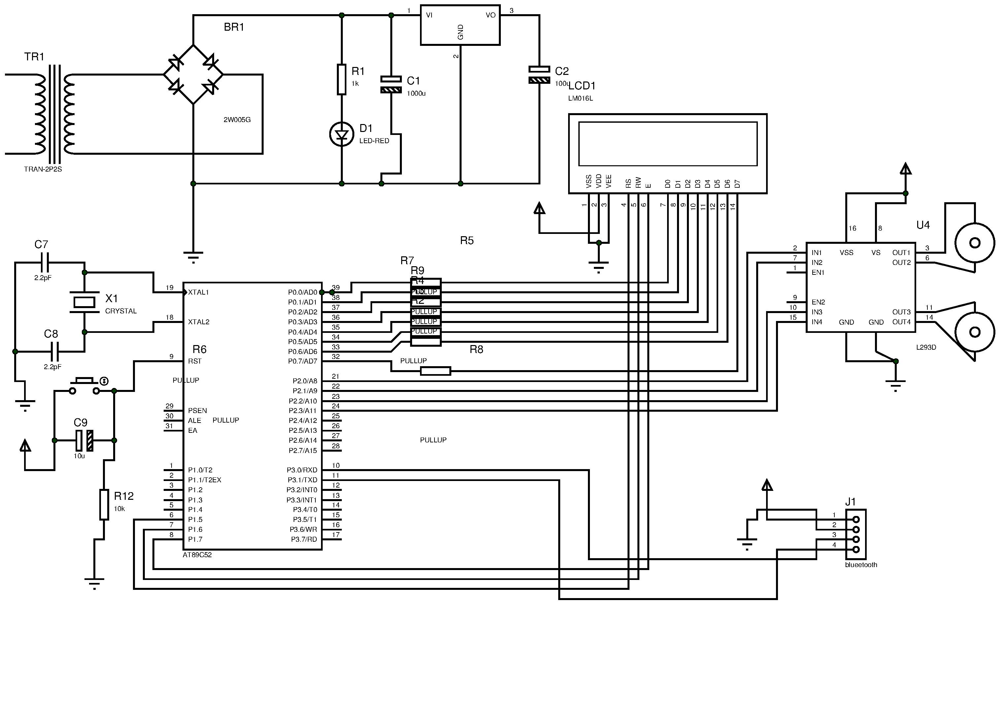 BR1
2W005G
TR1
TRAN-2P2S
R1
1k
D1
LED-RED
C1
1000u
1
VI
VO
3
GND
2
C2
100u
LCD1
LM016L
VSS
VDD
VEE
RS
RW
E
D0
D1
D2
D3
D4
D5
D6
D7
1
2
3
4
5
6
7
8
9
10
11
12
13
14
U4
L293D
16
8
2
IN1
7
IN2
1
EN1
9
EN2
10
IN3
15
IN4
VSS
VS
GND
GND
OUT1
3
OUT2
6
OUT3
11
OUT4
14
C7
2.2pF
X1
CRYSTAL
C8
2.2pF
C9
10u
R12
10k
R5
R7
R9
R4
R2
PULLUP
PULLUP
PULLUP
PULLUP
R8
PULLUP
R6
PULLUP
PULLUP
PULLUP
19
XTAL1
18
XTAL2
9
RST
29
PSEN
30
ALE
31
EA
1
P1.0/T2
2
P1.1/T2EX
3
P1.2
4
P1.3
5
P1.4
6
P1.5
7
P1.6
8
P1.7
P0.0/AD0
39
P0.1/AD1
38
P0.2/AD2
37
P0.3/AD3
36
P0.4/AD4
35
P0.5/AD5
34
P0.6/AD6
33
P0.7/AD7
32
P2.0/A8
21
P2.1/A9
22
P2.2/A10
23
P2.3/A11
24
P2.4/A12
25
P2.5/A13
26
P2.6/A14
27
P2.7/A15
28
P3.0/RXD
10
P3.1/TXD
11
P3.2/INT0
12
P3.3/INT1
13
P3.4/T0
14
P3.5/T1
15
P3.6/WR
16
P3.7/RD
17
AT89C52
J1
1
2
3
4
blueetooth